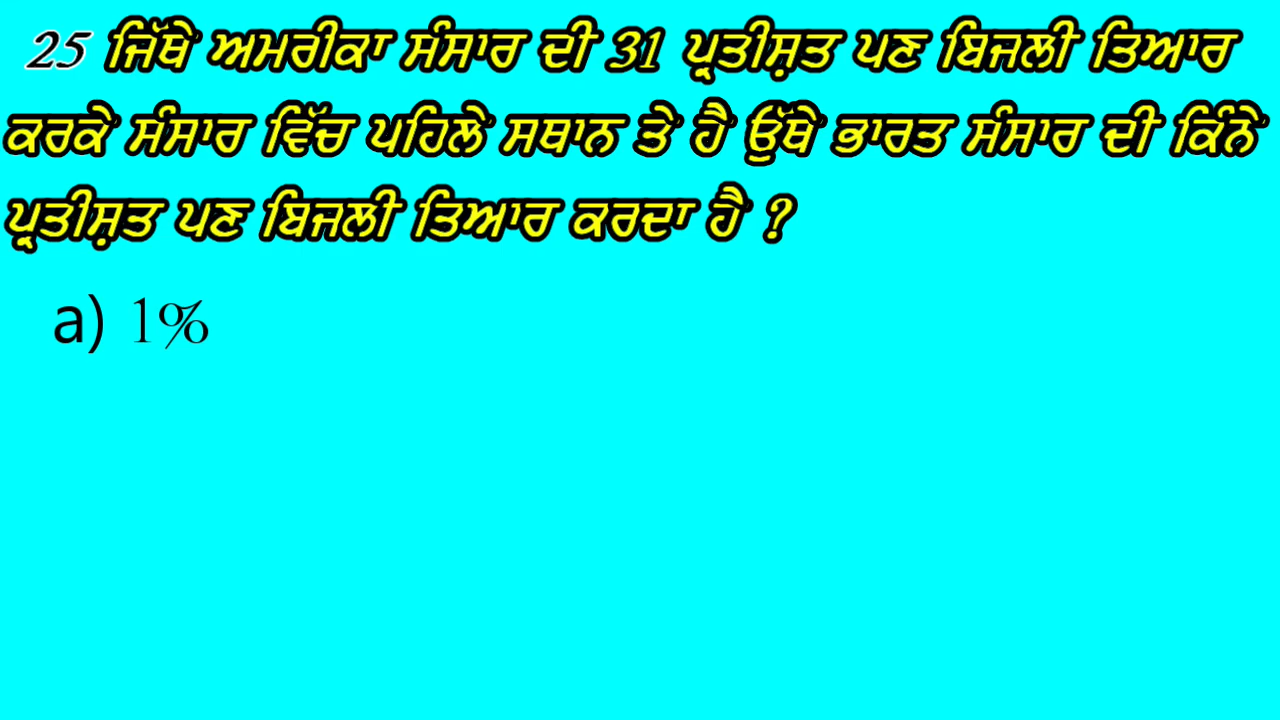 25 ਜਿੱਥੇ ਅਮਰੀਕਾ ਸੰਸਾਰ ਦੀ 31 ਪ੍ਰਤੀਸ਼ਤ ਪਣ ਬਿਜਲੀ ਤਿਆਰ
ਕਰਕੇ ਸੰਸਾਰ ਵਿੱਚ ਪਹਿਲੇ ਸਥਾਨ ਤੇ ਹੈ ਉੱਥੇ ਭਾਰਤ ਸੰਸਾਰ ਦੀ ਕਿੰਨੇ
ਪ੍ਰਤੀਸ਼ਤ ਪਣ ਬਿਜਲੀ ਤਿਆਰ ਕਰਦਾ ਹੈ ?
a) 1%